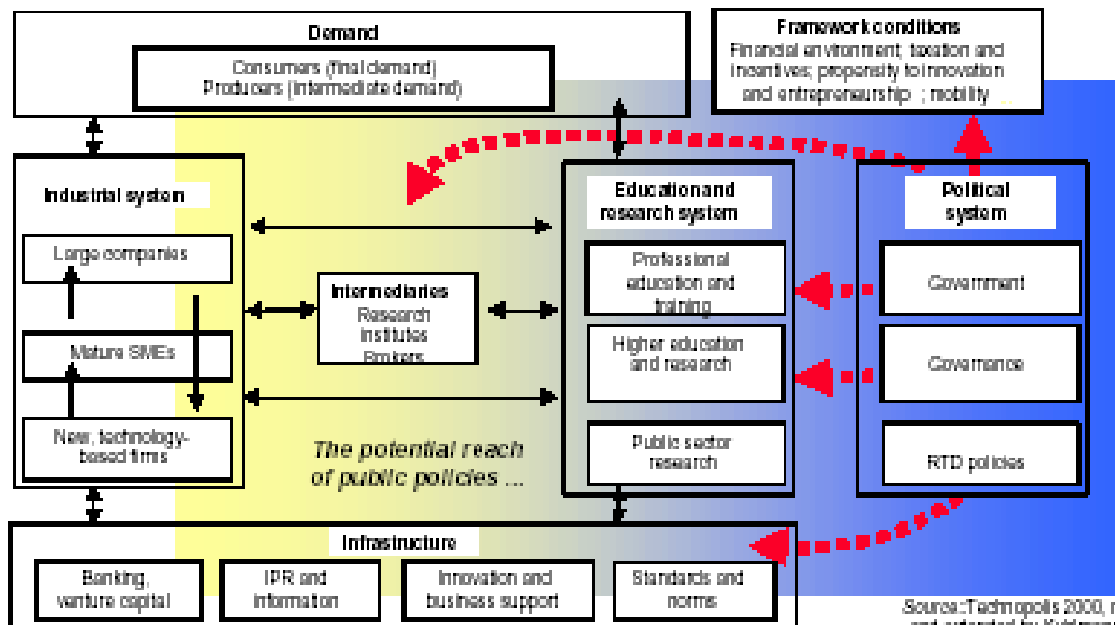 Demand
Consumers (final demand)
Producers (intermediate demand)
Framework conditions
Financial environment; taxation and
incentives; propensity to innovation
and entrepreneurship ; mobility ...
Industrial system
Large companies
Mature SMEs
New, technology-
based firms
Intermediaries
Research
institutes
Brokers
Education and
research system
Professional
education and
training
Higher education
and research
Public sector
research
Political
system
Government
Governance
RTD policies
The potential reach
of public policies ...
Infrastructure
Banking,
venture capital
IPR and
information
Innovation and
business support
Standards and
norms
Source: Technopolis 2000,
and extended by